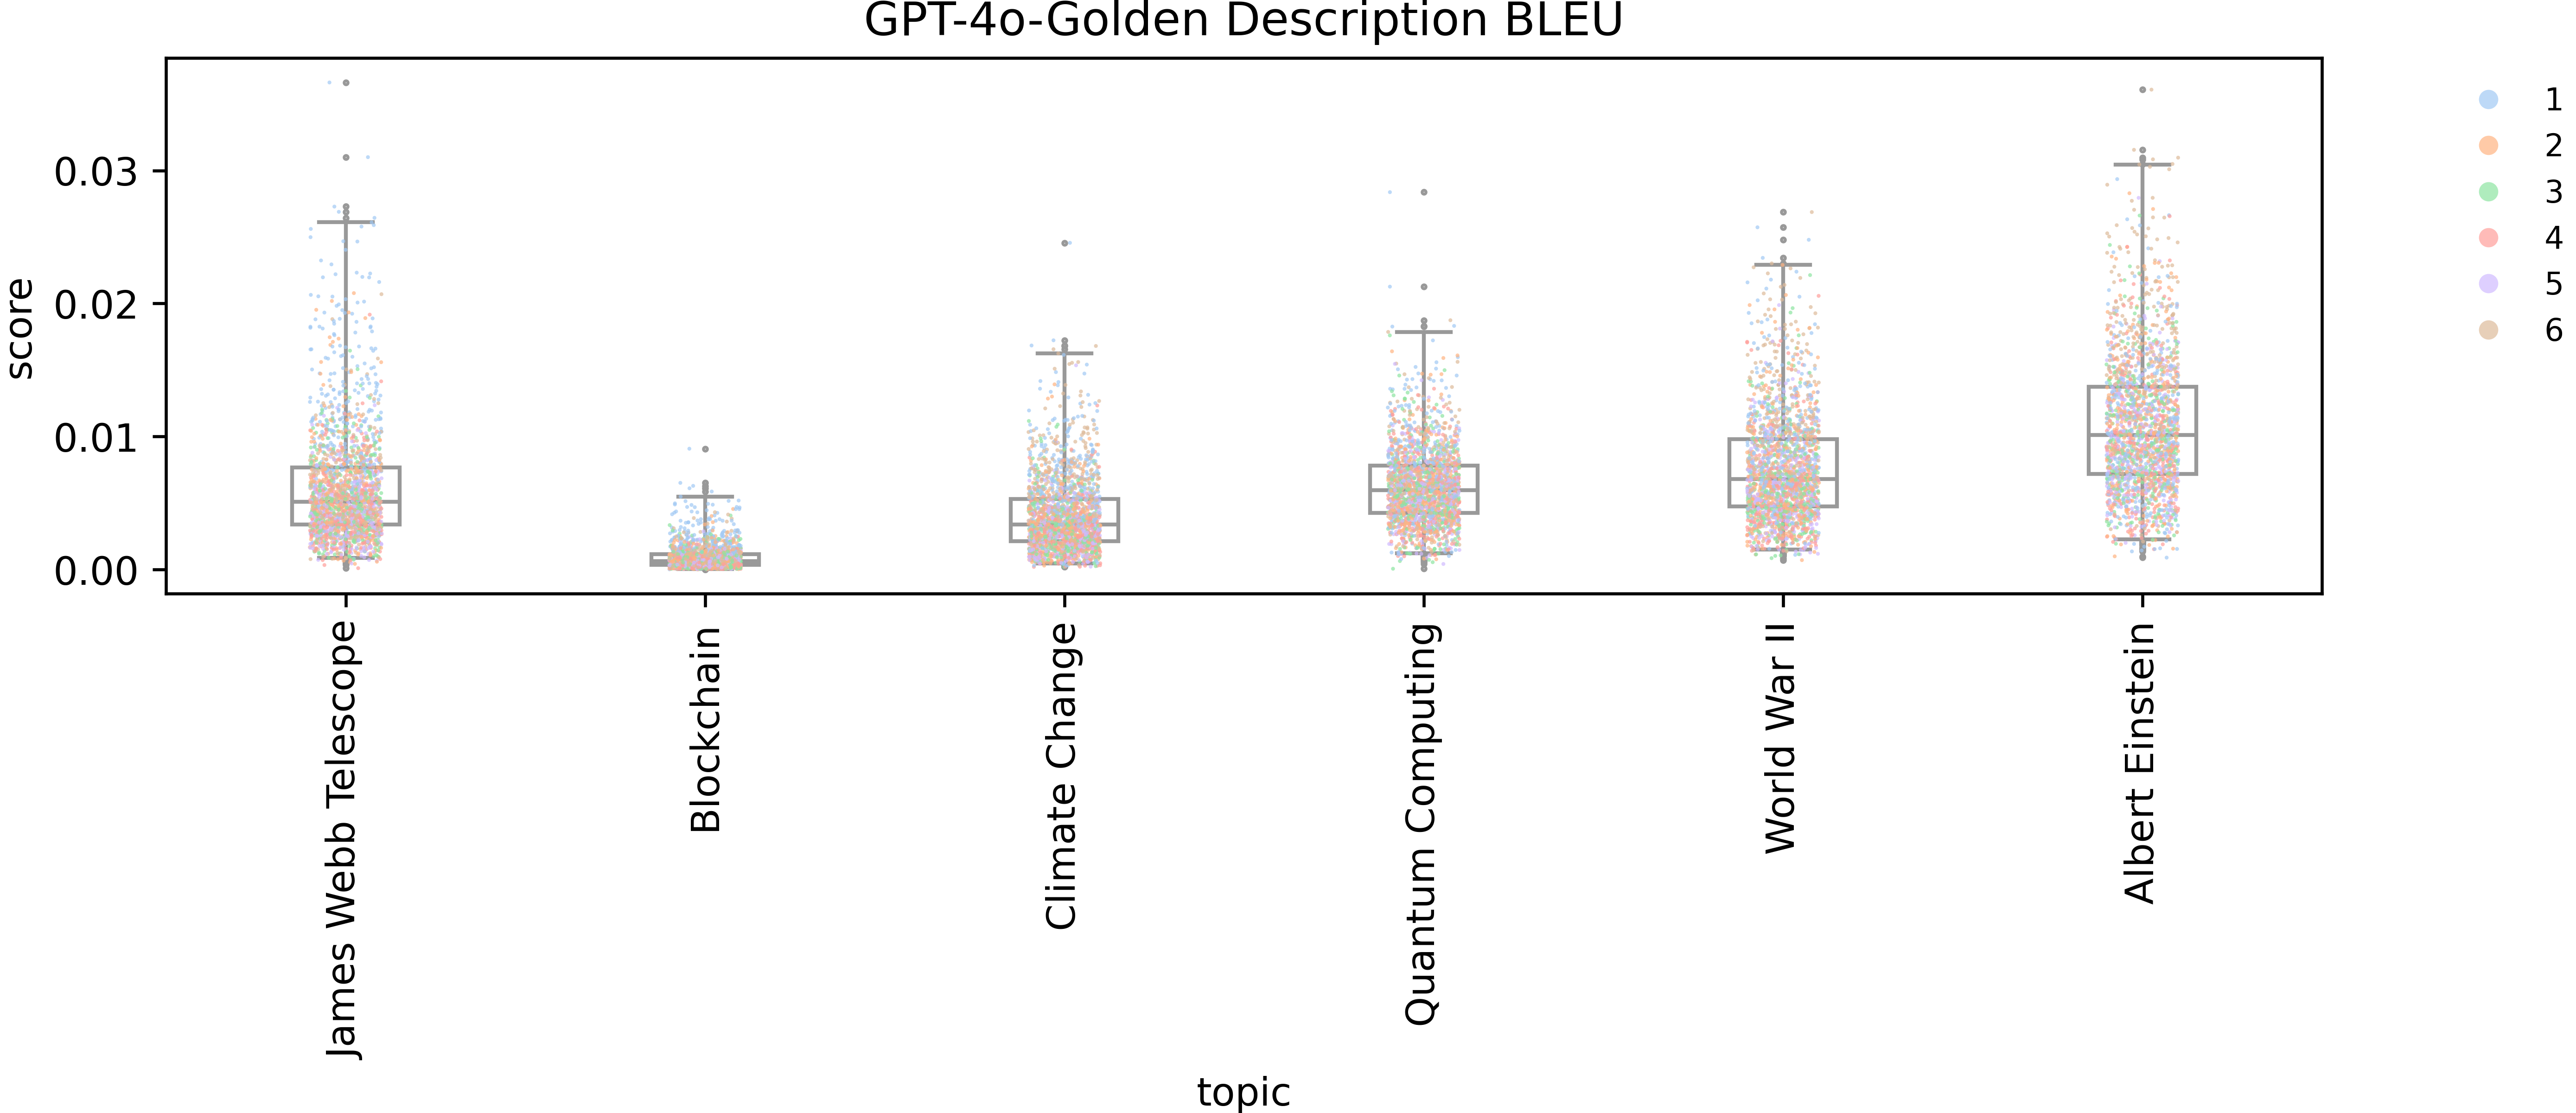 GPT-4o-Golden Description BLEU
score
0.03
0.02
0.01
0.00
1
2
3
4
5
6
James Webb Telescope
Blockchain
Climate Change
Quantum Computing
World War II
Albert Einstein
topic